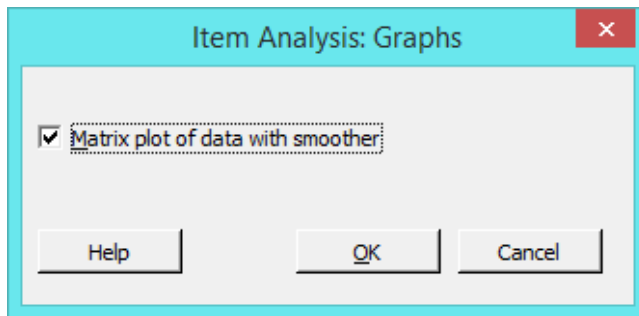 Item Analysis: Graphs
Matrix plot of data with smoother
Help OK Cancel